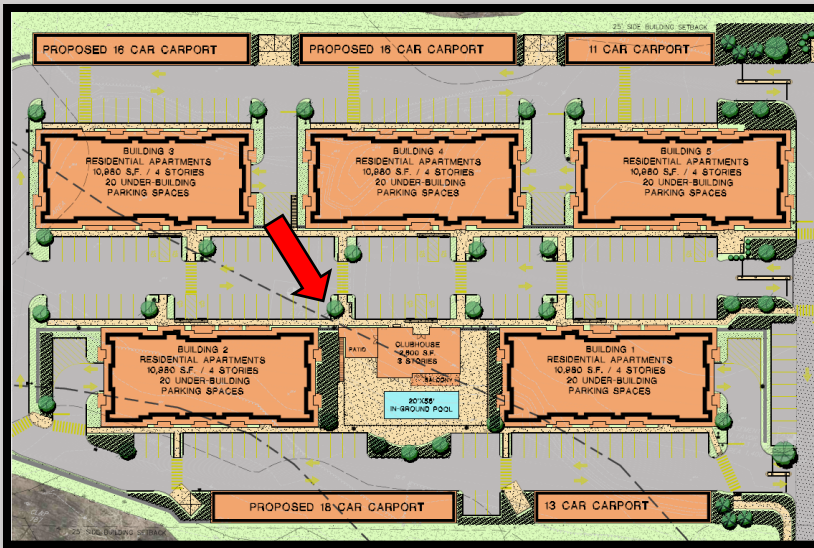 25' SIDE BUILDING SETBACK
PROPOSED 16 CAR CARPORT
PROPOSED 16 CAR CARPORT
11 CAR CARPORT
BUILDING 3
RESIDENTIAL APARTMENTS
10,980 S.F. / 4 STORIES
20 UNDER-BUILDING
PARKING SPACES
BUILDING 4
RESIDENTIAL APARTMENTS
10,980 S.F. / 4 STORIES
20 UNDER-BUILDING
PARKING SPACES
BUILDING 5
RESIDENTIAL APARTMENTS
10,980 S.F. / 4 STORIES
20 UNDER-BUILDING
PARKING SPACES
BUILDING 2
RESIDENTIAL APARTMENTS
10,980 S.F. / 4 STORIES
20 UNDER-BUILDING
PARKING SPACES
PATIO
CLUBHOUSE
2,800 S.F.
3 STORIES
BALCONY
20'X55'
IN-GROUND POOL
BUILDING 1
RESIDENTIAL APARTMENTS
10,980 S.F. / 4 STORIES
20 UNDER-BUILDING
PARKING SPACES
PROPOSED 18 CAR CARPORT
13 CAR CARPORT
25' SIDE BUILDING SETBACK